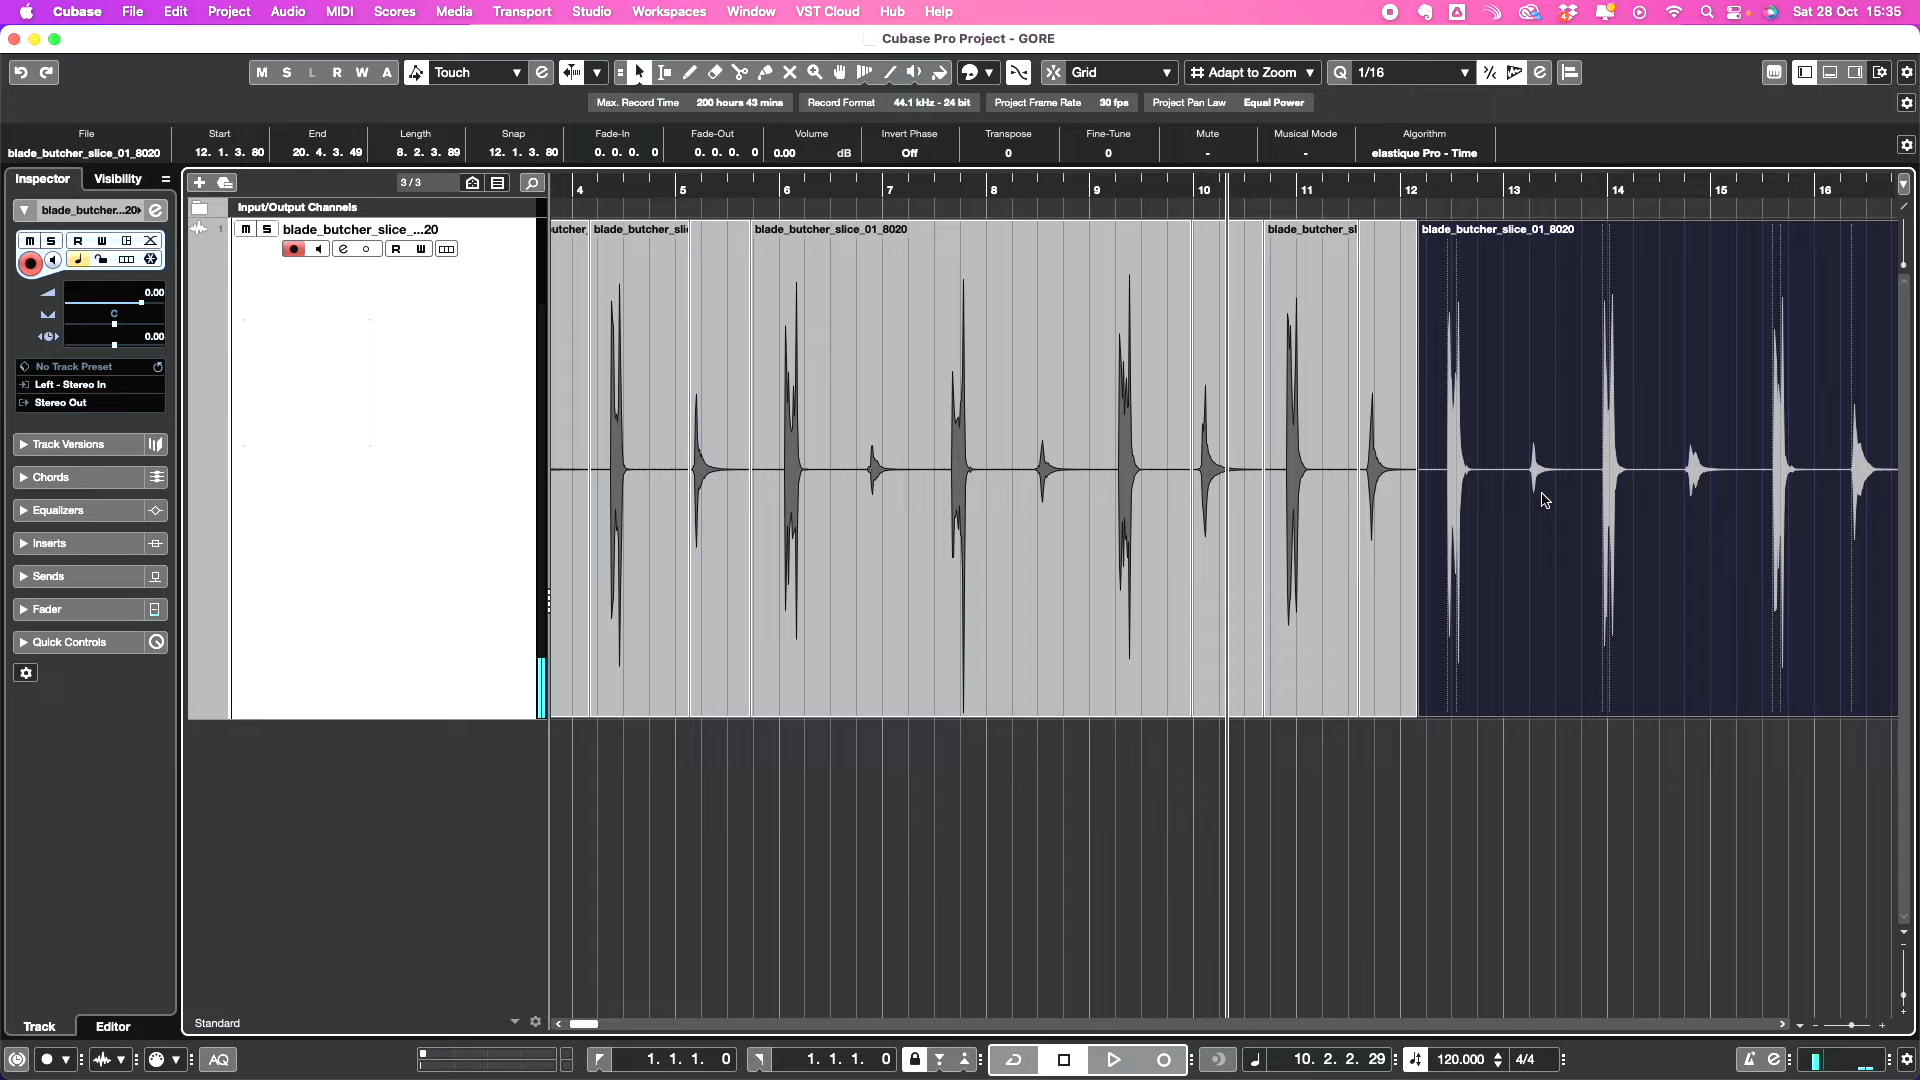 Cubase File Edit Project Audio MIDI Scores Media Transport Studio Workspaces Window VST Cloud Hub Help Sat 28 Oct 15:35
Cubase Pro Project - GORE
M S L R W A Touch Grid Adapt to Zoom Q 1/16
Max. Record Time 200 hours 43 mins Record Format 44.1 kHz - 24 bit Project Frame Rate 30 fps Project Pan Law Equal Power
File Start End Length Snap Fade-In Fade-Out Volume Invert Phase Transpose Fine-Tune Mute Musical Mode Algorithm
blade_butcher_slice_01_8020 12. 1. 3. 80 20. 4. 3. 49 8. 2. 3. 89 12. 1. 3. 80 0. 0. 0. 0 0. 0. 0. 0 0.00 dB Off 0 0 - - elastique Pro - Time
Inspector Visibility 3/3 4 5 6 7 8 9 10 11 12 13 14 15 16
blade_butcher...20 e Input/Output Channels
1 M S blade_butcher_slice_...20 utcher_ blade_butcher_sli blade_butcher_slice_01_8020 blade_butcher_sl blade_butcher_slice_01_8020
M S R W
e R W
0.00
C
0.00
No Track Preset
Left - Stereo In
Stereo Out
Track Versions
Chords
Equalizers
Inserts
Sends
Fader
Quick Controls
Standard
Track Editor
AQ 1. 1. 1. 0 1. 1. 1. 0 10. 2. 2. 29 120.000 4/4